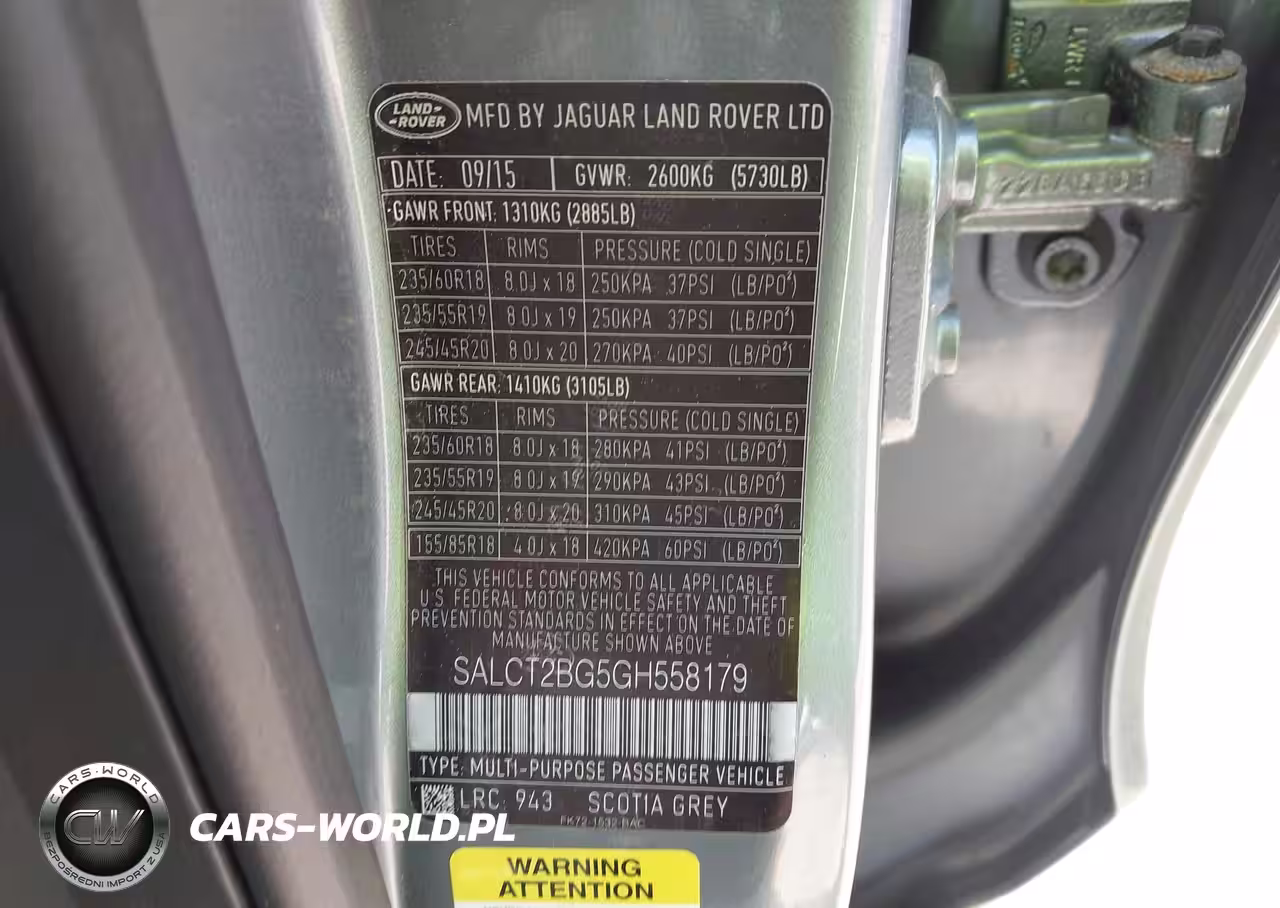 LAND-
-ROVER
MFD BY JAGUAR LAND ROVER LTD
DATE: 09/15 GVWR: 2600KG (5730LB)
GAWR FRONT: 1310KG (2885LB)
TIRES RIMS PRESSURE (COLD SINGLE)
235/60R18 8.0J x 18 250KPA 37PSI (LB/PO²)
235/55R19 8.0J x 19 250KPA 37PSI (LB/PO²)
245/45R20 8.0J x 20 270KPA 40PSI (LB/PO²)
GAWR REAR: 1410KG (3105LB)
TIRES RIMS PRESSURE (COLD SINGLE)
235/60R18 8.0J x 18 280KPA 41PSI (LB/PO²)
235/55R19 8.0J x 19 290KPA 43PSI (LB/PO²)
245/45R20 8.0J x 20 310KPA 45PSI (LB/PO²)
155/85R18 4.0J x 18 420KPA 60PSI (LB/PO²)
THIS VEHICLE CONFORMS TO ALL APPLICABLE
U.S. FEDERAL MOTOR VEHICLE SAFETY AND THEFT
PREVENTION STANDARDS IN EFFECT ON THE DATE OF
MANUFACTURE SHOWN ABOVE
SALCT2BG5GH558179
TYPE: MULTI-PURPOSE PASSENGER VEHICLE
LRC: 943 SCOTIA GREY
WARNING
ATTENTION
CARS-WORLD
CW
BEZPOŚREDNI IMPORT Z USA
CARS-WORLD.PL